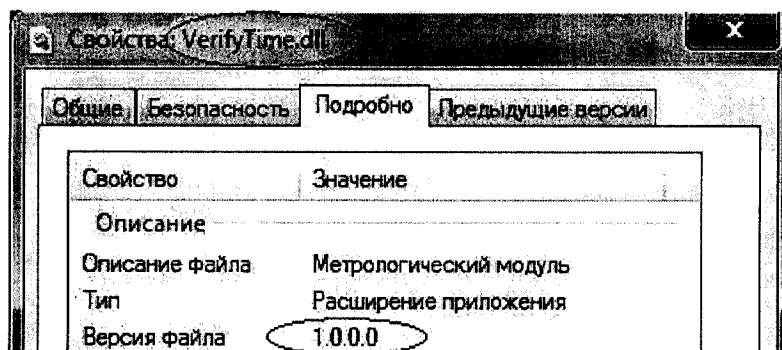 Свойства: VerifyTime.dll
Общие Безопасность Подробно Предыдущие версии
Свойство Значение
Описание
Описание файла Метрологический модуль
Тип Расширение приложения
Версия файла 1.0.0.0